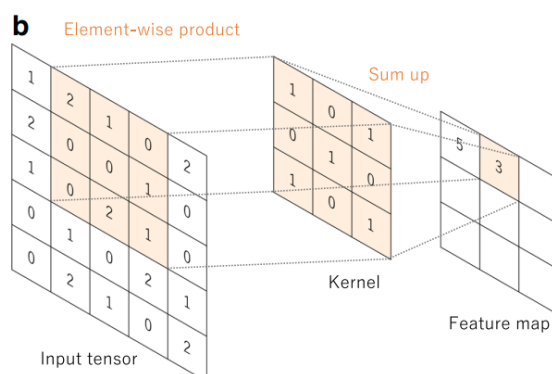 b
Element-wise product
Sum up
1 2 1 0 2
2 0 0 1 0
1 0 2 1 0
0 1 0 2 1
0 2 1 0 2
1 0 1
0 1 0
1 0 1
5 3
Input tensor
Kernel
Feature map